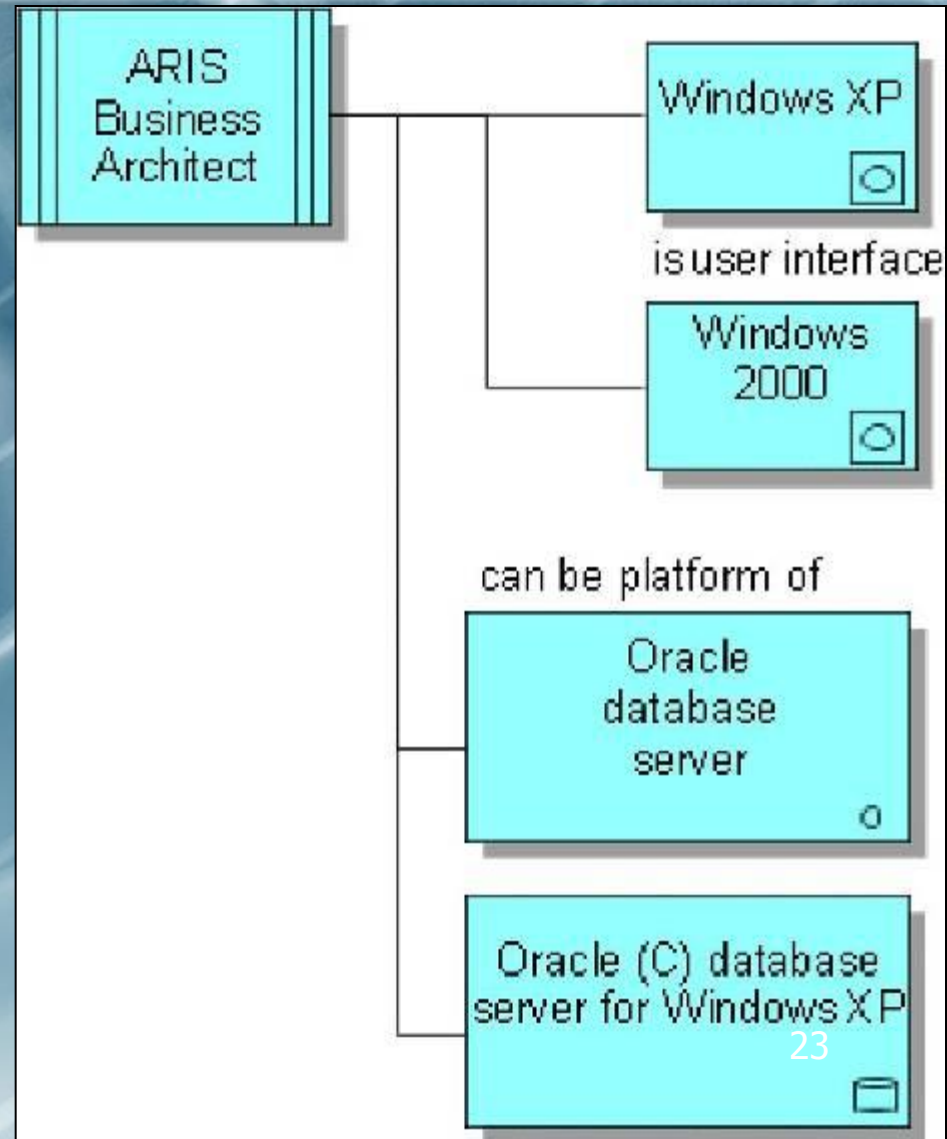 ARIS
Business
Architect
Windows XP
is user interface
Windows
2000
can be platform of
Oracle
database
server
Oracle (C) database
server for Windows XP
23